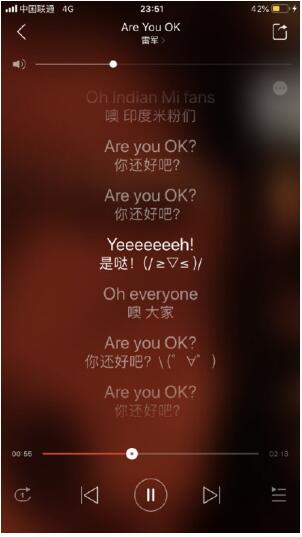 中国联通 4G 23:51 42%
Are You OK
雷军
Oh Indian Mi fans
噢 印度米粉们
Are you OK?
你还好吧?
Are you OK?
你还好吧?
Yeeeeeeeh!
是哒! (/≥▽≤)/
Oh everyone
噢 大家
Are you OK?
你还好吧? \(゜∀゜)
Are you OK?
你还好吧?
00:55 02:13
1